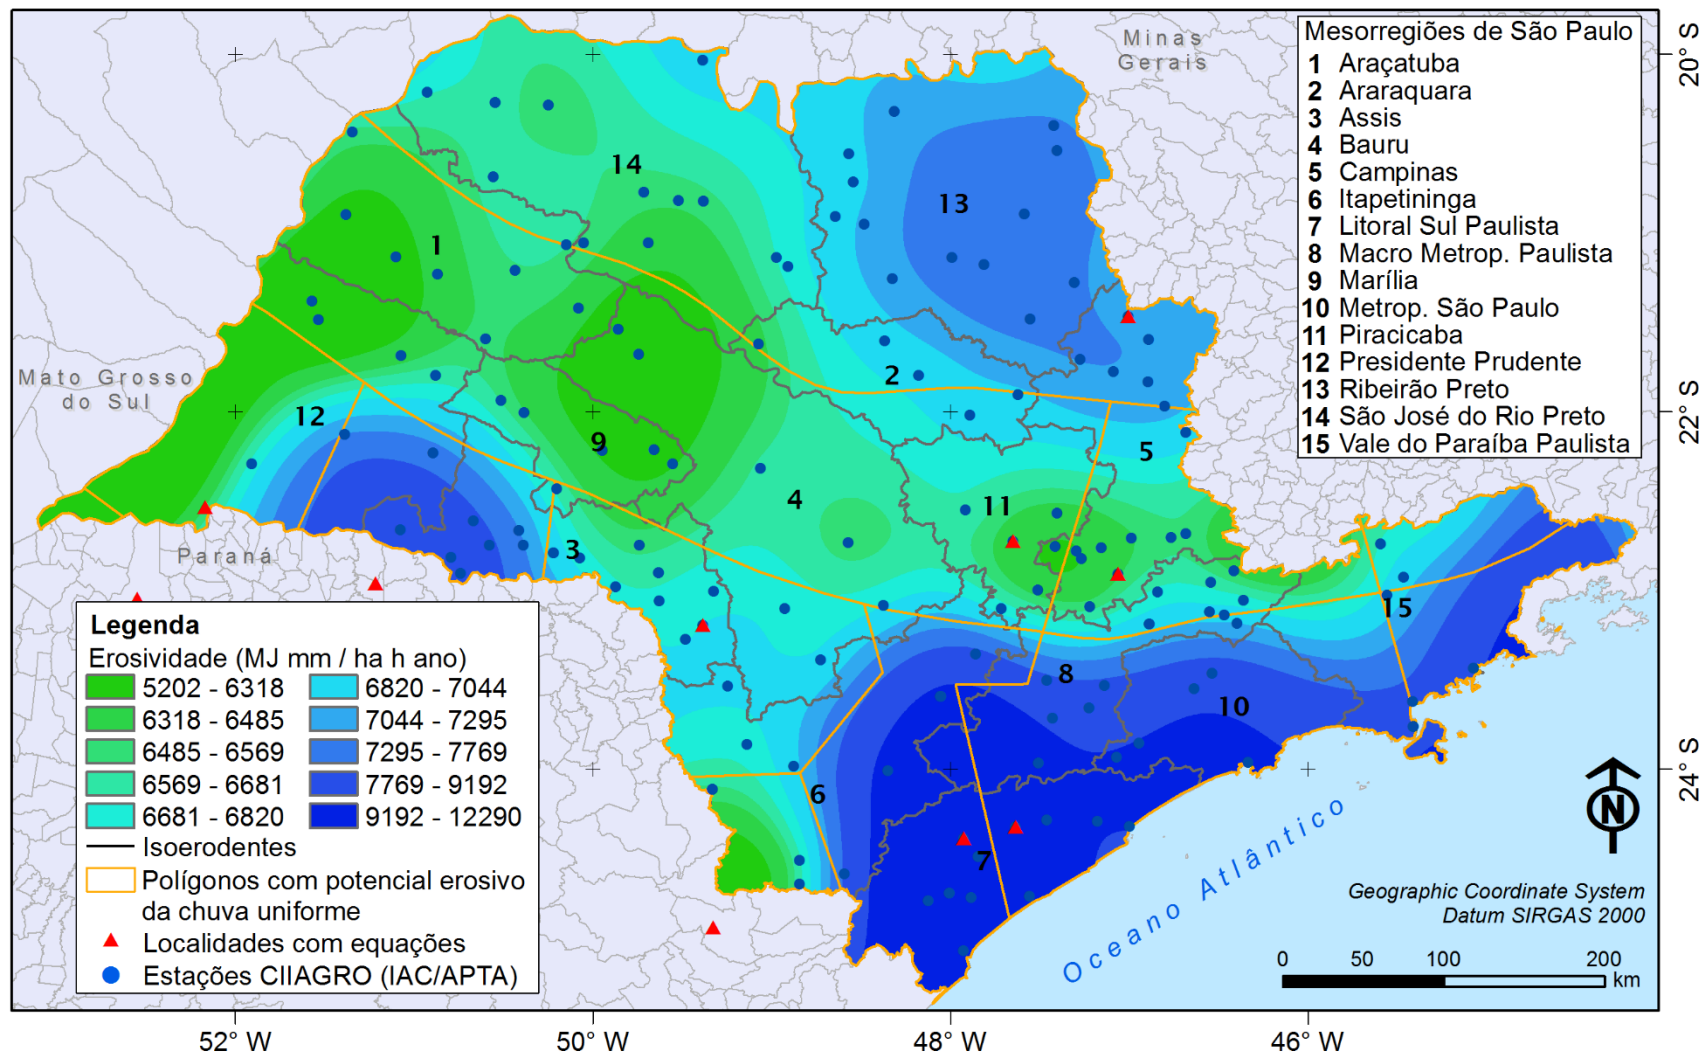 Mesorregiões de São Paulo
1 Araçatuba
2 Araraquara
3 Assis
4 Bauru
5 Campinas
6 Itapetininga
7 Litoral Sul Paulista
8 Macro Metrop. Paulista
9 Marília
10 Metrop. São Paulo
11 Piracicaba
12 Presidente Prudente
13 Ribeirão Preto
14 São José do Rio Preto
15 Vale do Paraíba Paulista
Minas
Gerais
20° S
14
13
1
2
Mato Grosso
do Sul
12
22° S
9
5
4
11
Paraná
3
15
8
10
6
24° S
7
Oceano Atlântico
Legenda
Erosividade (MJ mm / ha h ano)
5202 - 6318 6820 - 7044
6318 - 6485 7044 - 7295
6485 - 6569 7295 - 7769
6569 - 6681 7769 - 9192
6681 - 6820 9192 - 12290
Isoerodentes
Polígonos com potencial erosivo
da chuva uniforme
Localidades com equações
Estações CIIAGRO (IAC/APTA)
N
Geographic Coordinate System
Datum SIRGAS 2000
0 50 100 200
km
52° W 50° W 48° W 46° W